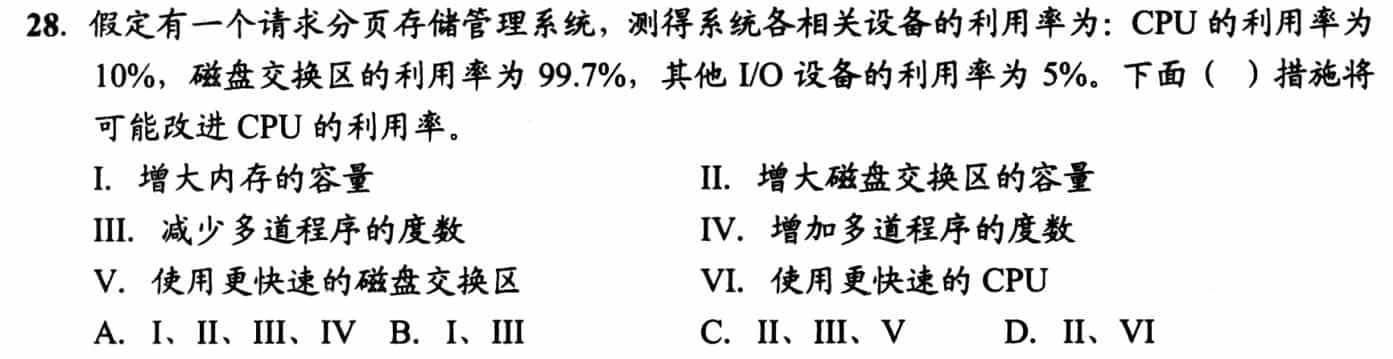 28. 假定有一个请求分页存储管理系统，测得系统各相关设备的利用率为：CPU 的利用率为
10%，磁盘交换区的利用率为 99.7%，其他 I/O 设备的利用率为 5%。下面（ ）措施将
可能改进 CPU 的利用率。
I. 增大内存的容量 II. 增大磁盘交换区的容量
III. 减少多道程序的度数 IV. 增加多道程序的度数
V. 使用更快速的磁盘交换区 VI. 使用更快速的 CPU
A. I、II、III、IV B. I、III C. II、III、V D. II、VI